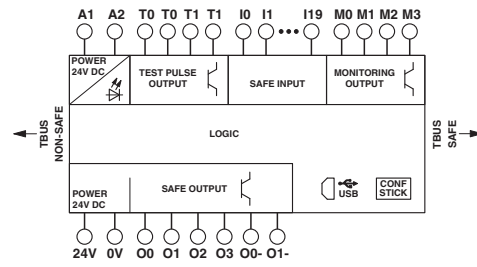 A1 A2 T0 T0 T1 T1 I0 I1 ••• I19 M0 M1 M2 M3
POWER
24V DC
TEST PULSE
OUTPUT
SAFE INPUT
MONITORING
OUTPUT
TBUS
NON-SAFE
LOGIC
TBUS
SAFE
POWER
24V DC
SAFE OUTPUT
USB
CONF
STICK
24V 0V O0 O1 O2 O3 O0- O1-